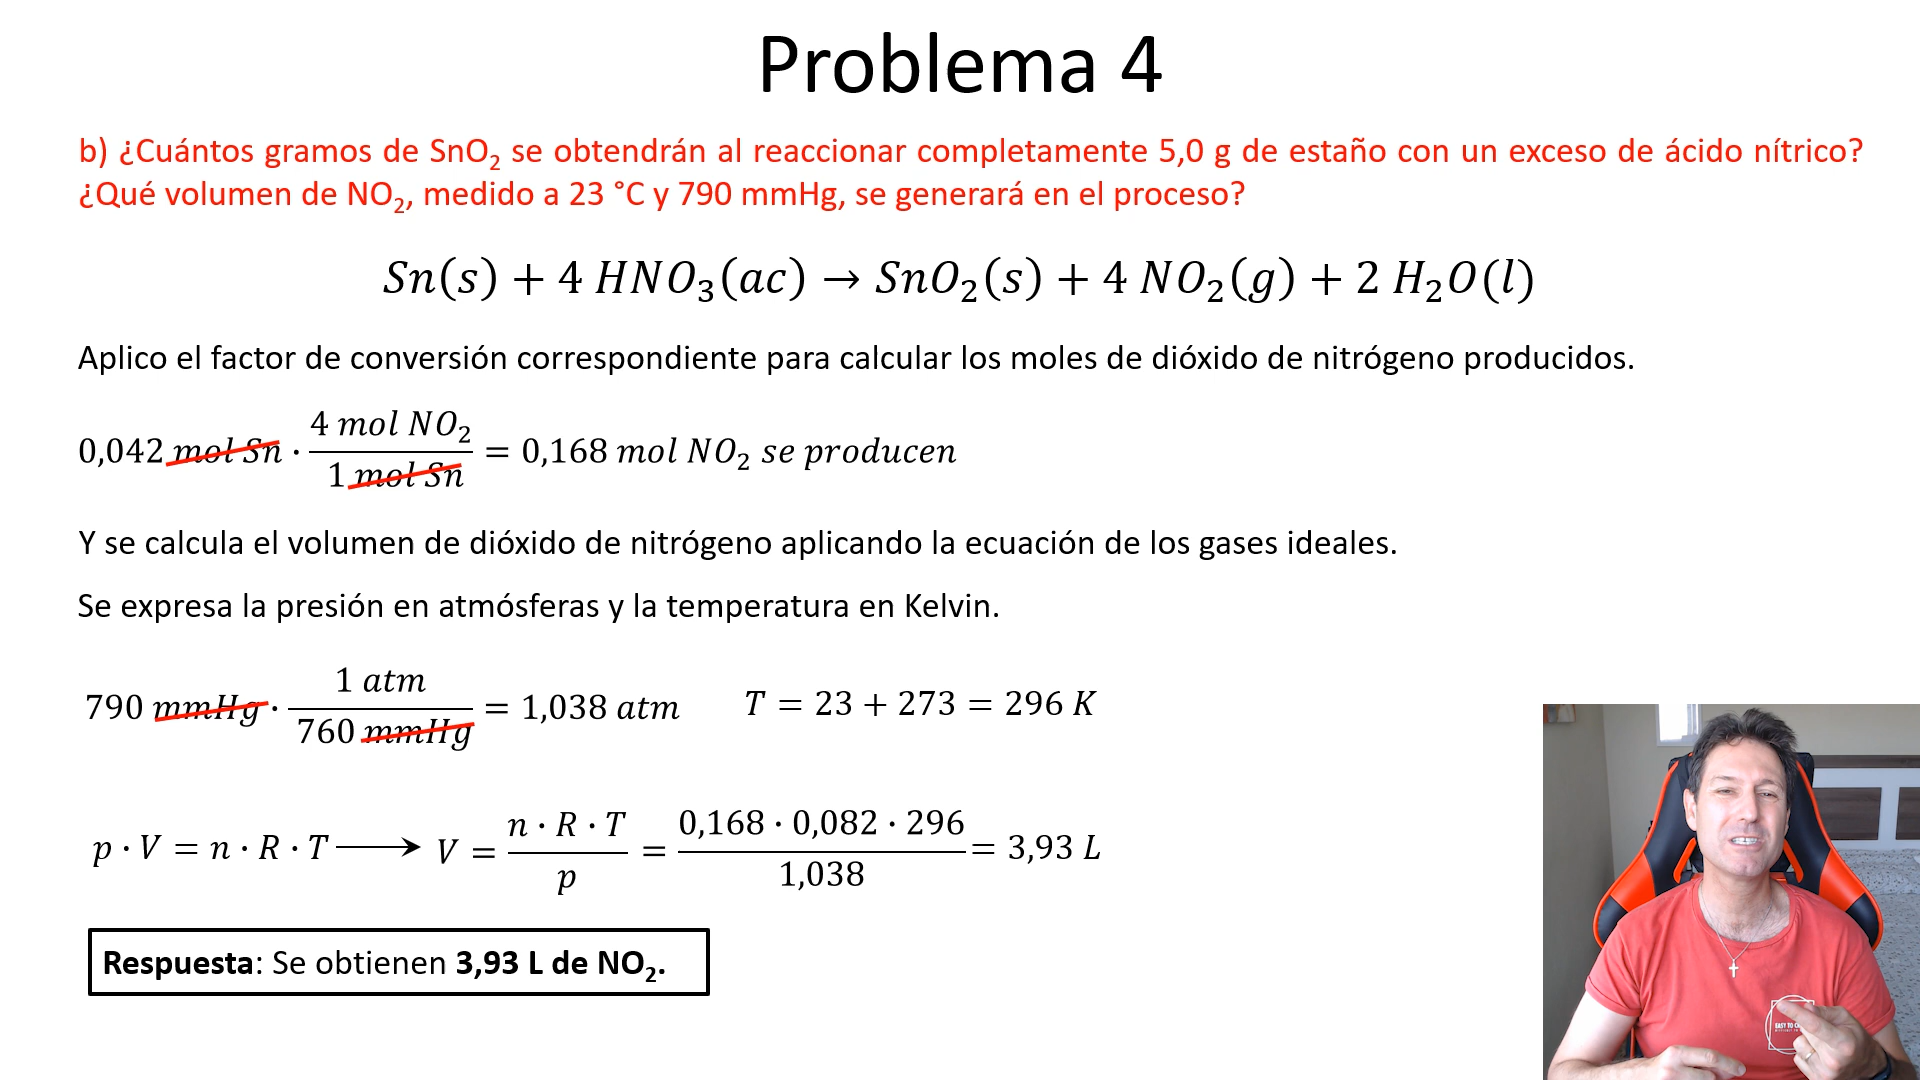 Problema 4
b) ¿Cuántos gramos de SnO₂ se obtendrán al reaccionar completamente 5,0 g de estaño con un exceso de ácido nítrico?
¿Qué volumen de NO₂, medido a 23 °C y 790 mmHg, se generará en el proceso?
Sn(s) + 4 HNO₃(ac) → SnO₂(s) + 4 NO₂(g) + 2 H₂O(l)
Aplico el factor de conversión correspondiente para calcular los moles de dióxido de nitrógeno producidos.
0,042 mol Sn · 4 mol NO₂ / 1 mol Sn = 0,168 mol NO₂ se producen
Y se calcula el volumen de dióxido de nitrógeno aplicando la ecuación de los gases ideales.
Se expresa la presión en atmósferas y la temperatura en Kelvin.
790 mmHg · 1 atm / 760 mmHg = 1,038 atm T = 23 + 273 = 296 K
p · V = n · R · T ⟶ V = n · R · T / p = 0,168 · 0,082 · 296 / 1,038 = 3,93 L
Respuesta: Se obtienen 3,93 L de NO₂.
EASY TO